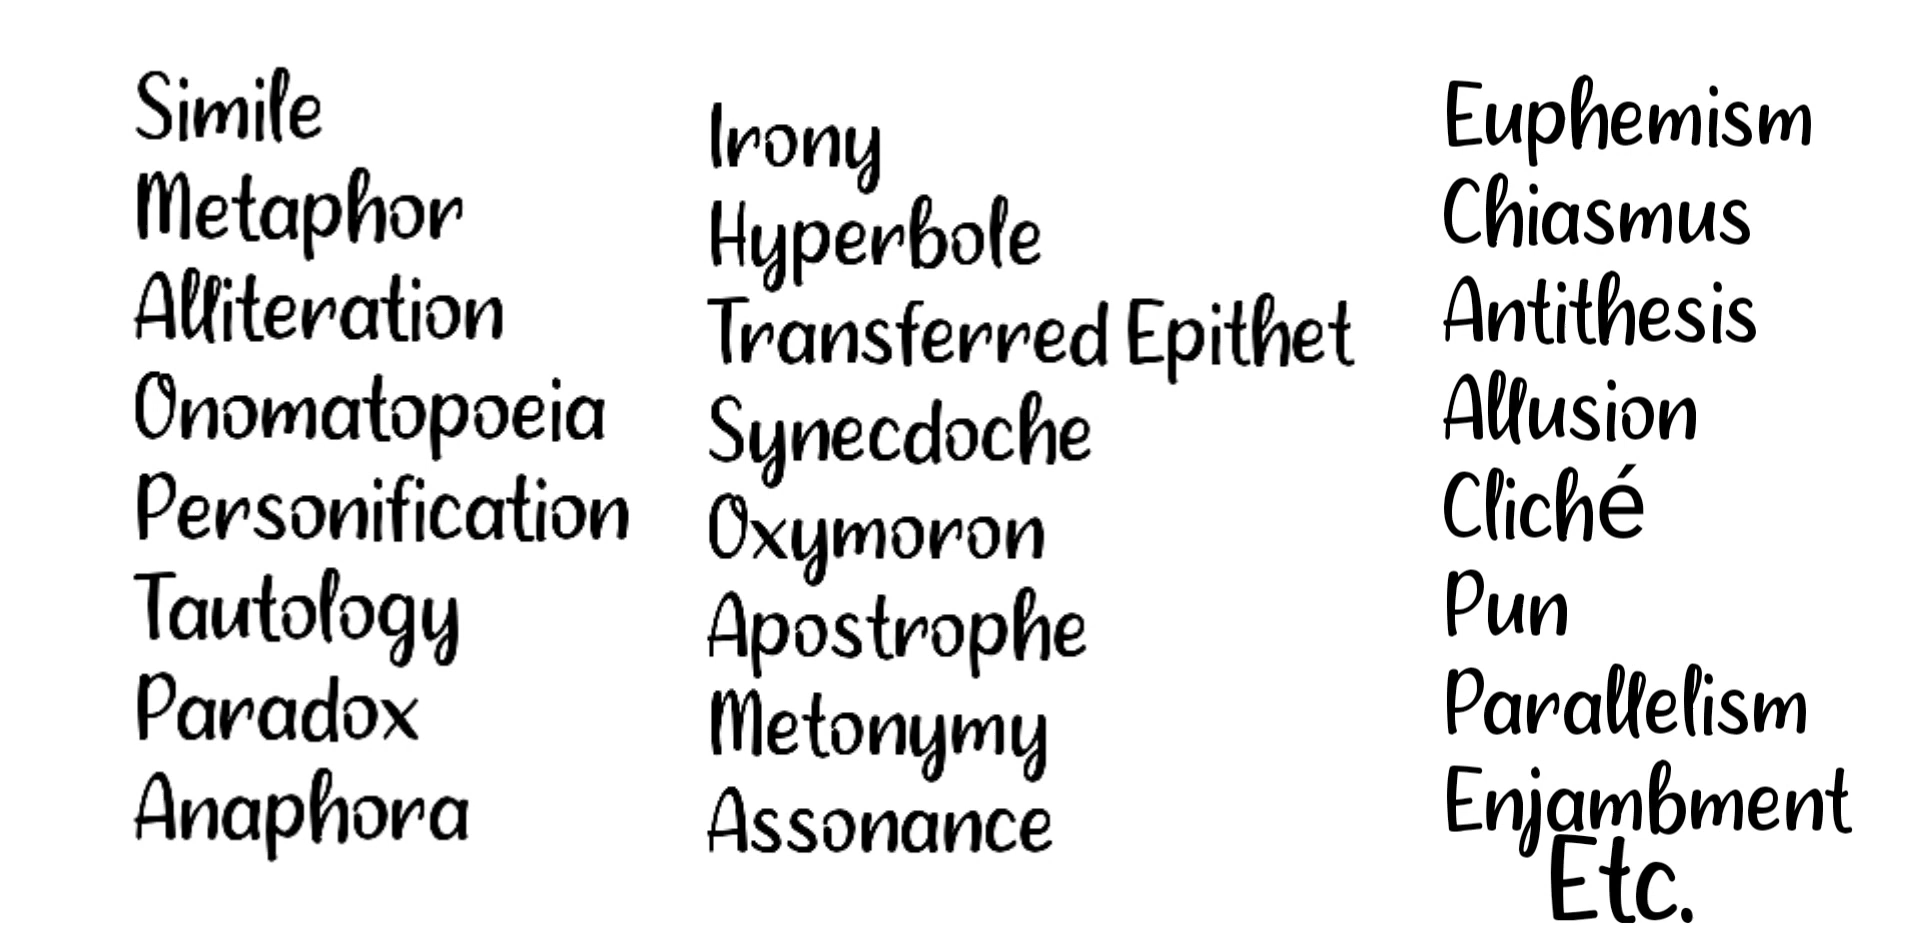 Simile
Metaphor
Alliteration
Onomatopoeia
Personification
Tautology
Paradox
Anaphora
Irony
Hyperbole
Transferred Epithet
Synecdoche
Oxymoron
Apostrophe
Metonymy
Assonance
Euphemism
Chiasmus
Antithesis
Allusion
Cliché
Pun
Parallelism
Enjambment
Etc.